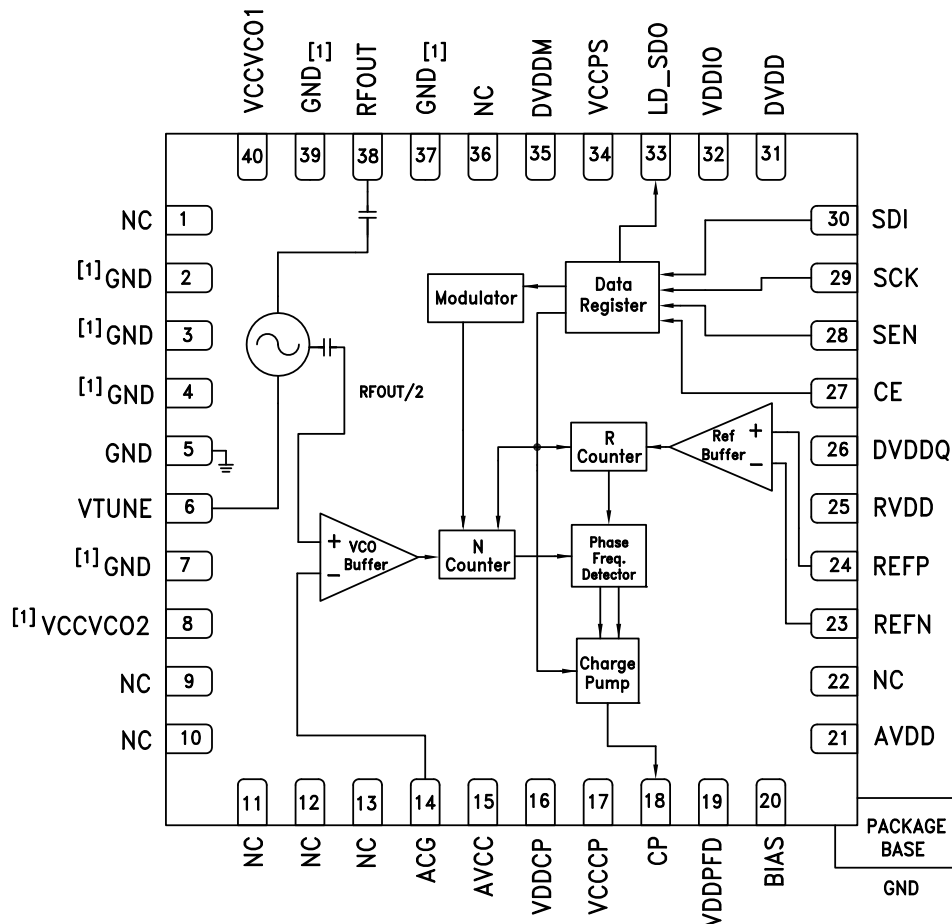 VCCVCO1
GND[1]
RFOUT
GND[1]
NC
DVDDM
VCCPS
LD_SDO
VDDIO
DVDD
40
39
38
37
36
35
34
33
32
31
NC 1
[1]GND 2
[1]GND 3
[1]GND 4
GND 5
VTUNE 6
[1]GND 7
[1]VCCVCO2 8
NC 9
NC 10
30 SDI
29 SCK
28 SEN
27 CE
26 DVDDQ
25 RVDD
24 REFP
23 REFN
22 NC
21 AVDD
Modulator
Data
Register
RFOUT/2
R
Counter
+
Ref
Buffer
−
+
VCO
Buffer
−
N
Counter
Phase
Freq.
Detector
Charge
Pump
11
12
13
14
15
16
17
18
19
20
NC
NC
NC
ACG
AVCC
VDDCP
VCCCP
CP
VDDPFD
BIAS
PACKAGE
BASE
GND